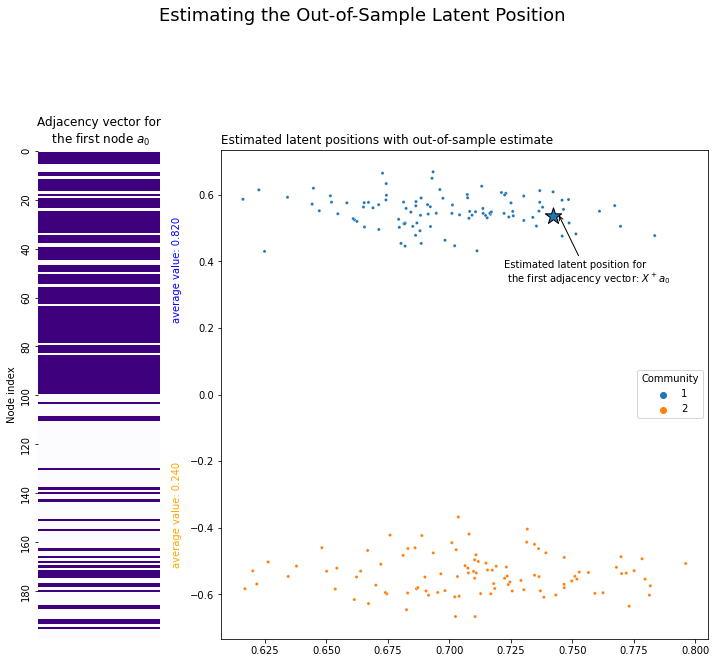 Estimating the Out-of-Sample Latent Position
Adjacency vector for
the first node a₀
Node index
0
20
40
60
80
100
120
140
160
180
average value: 0.820
average value: 0.240
Estimated latent positions with out-of-sample estimate
0.6
0.4
0.2
0.0
−0.2
−0.4
−0.6
Estimated latent position for
the first adjacency vector: X⁺a₀
Community
1
2
0.625
0.650
0.675
0.700
0.725
0.750
0.775
0.800